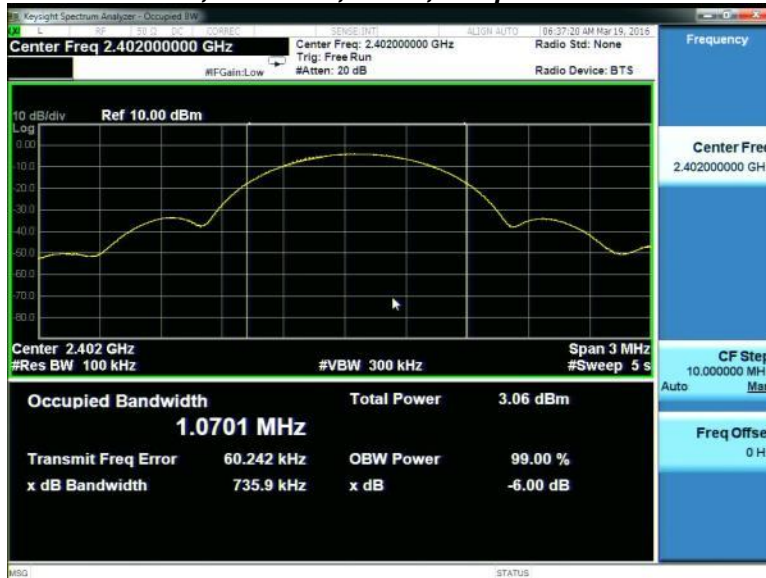 Keysight Spectrum Analyzer - Occupied BW
L RF 50 Ω DC CORREC SENSE:INT ALIGN AUTO 06:37:20 AM Mar 19, 2016
Center Freq 2.402000000 GHz
Center Freq: 2.402000000 GHz
Radio Std: None
Trig: Free Run
#IFGain:Low
#Atten: 20 dB
Radio Device: BTS
Frequency
10 dB/div Ref 10.00 dBm
Log
0.00
-10.0
-20.0
-30.0
-40.0
-50.0
-60.0
-70.0
-80.0
Center Fre
2.402000000 GH
Center 2.402 GHz Span 3 MHz
#Res BW 100 kHz #VBW 300 kHz #Sweep 5 s
CF Step
10.000000 MH
Auto Ma
Occupied Bandwidth Total Power 3.06 dBm
1.0701 MHz
Transmit Freq Error 60.242 kHz OBW Power 99.00 %
x dB Bandwidth 735.9 kHz x dB -6.00 dB
Freq Offse
0 H
MSG STATUS